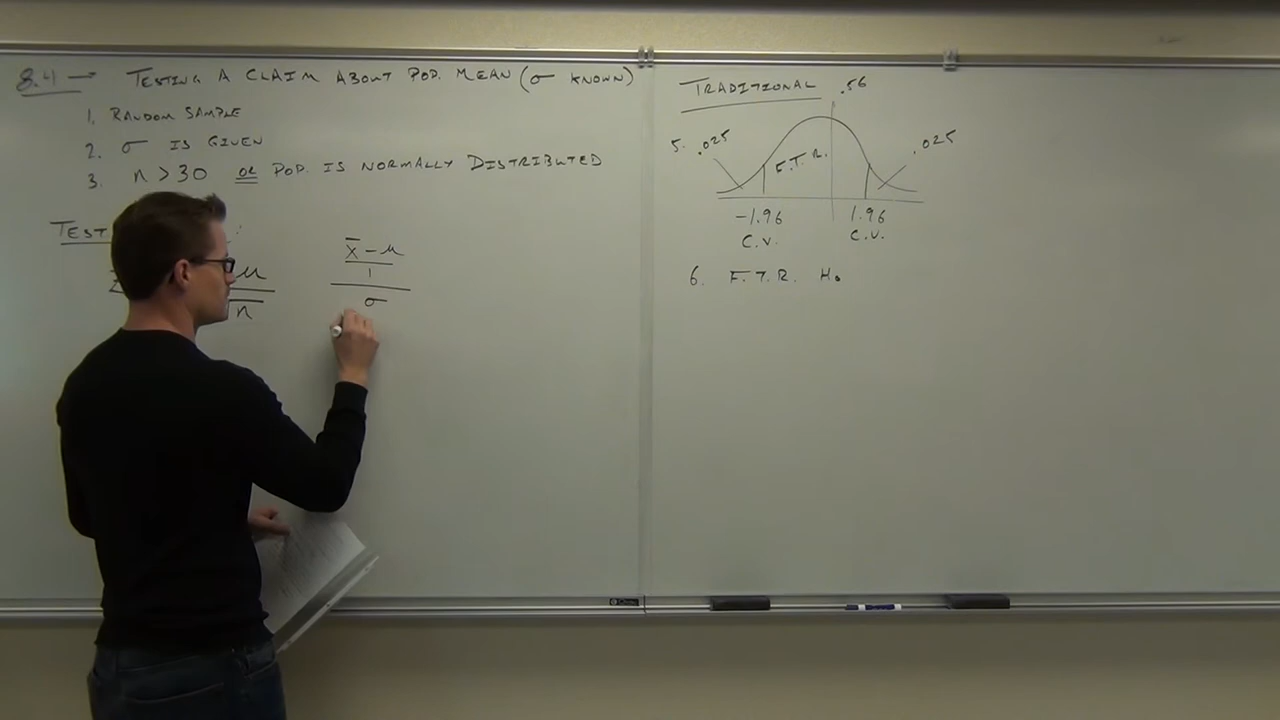 8.4 → TESTING A CLAIM ABOUT POP. MEAN (σ KNOWN)
1. RANDOM SAMPLE
2. σ IS GIVEN
3. n > 30 OR POP. IS NORMALLY DISTRIBUTED
TEST
μ
n
x̄ - μ
1
σ
TRADITIONAL
.56
5. .025
F.T.R.
.025
-1.96 1.96
C.V. C.V.
6. F.T.R. H₀